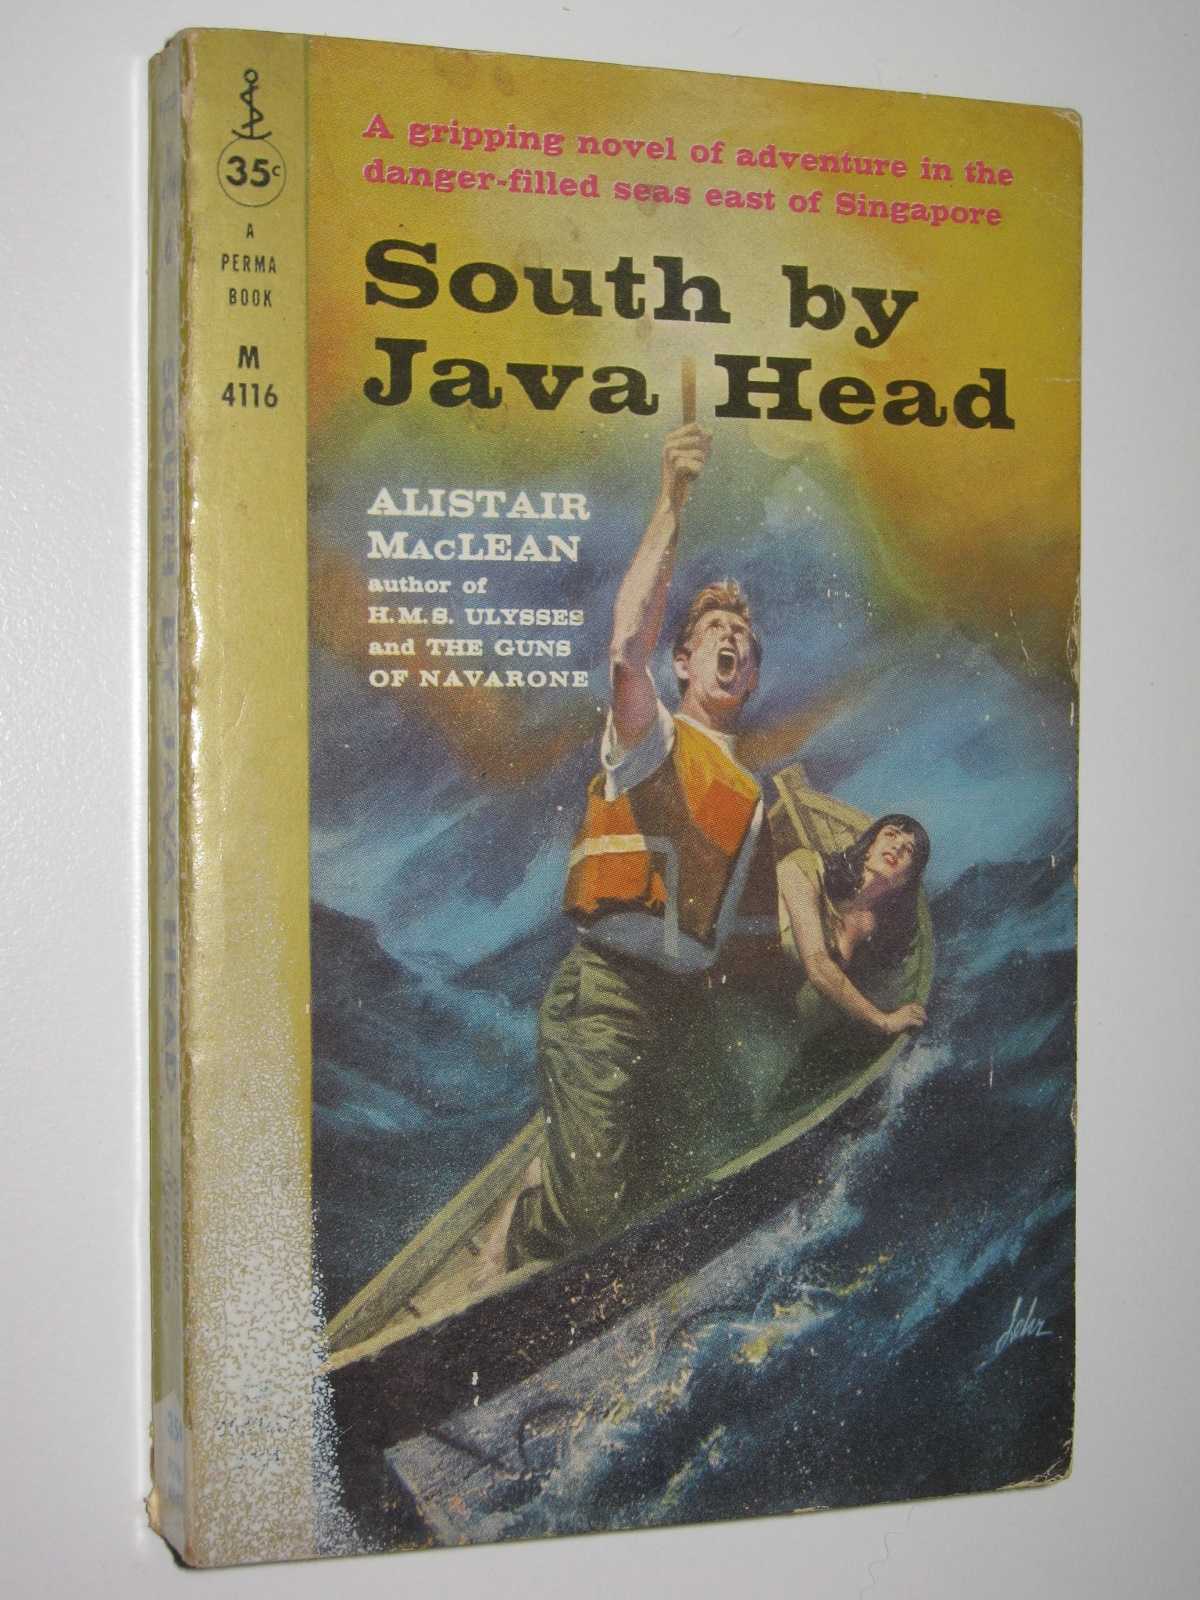 35c
A
PERMA
BOOK
M
4116
A gripping novel of adventure in the
danger-filled seas east of Singapore
South by
Java Head
ALISTAIR
MACLEAN
author of
H.M.S. ULYSSES
and THE GUNS
OF NAVARONE
SOUTH BY JAVA HEAD